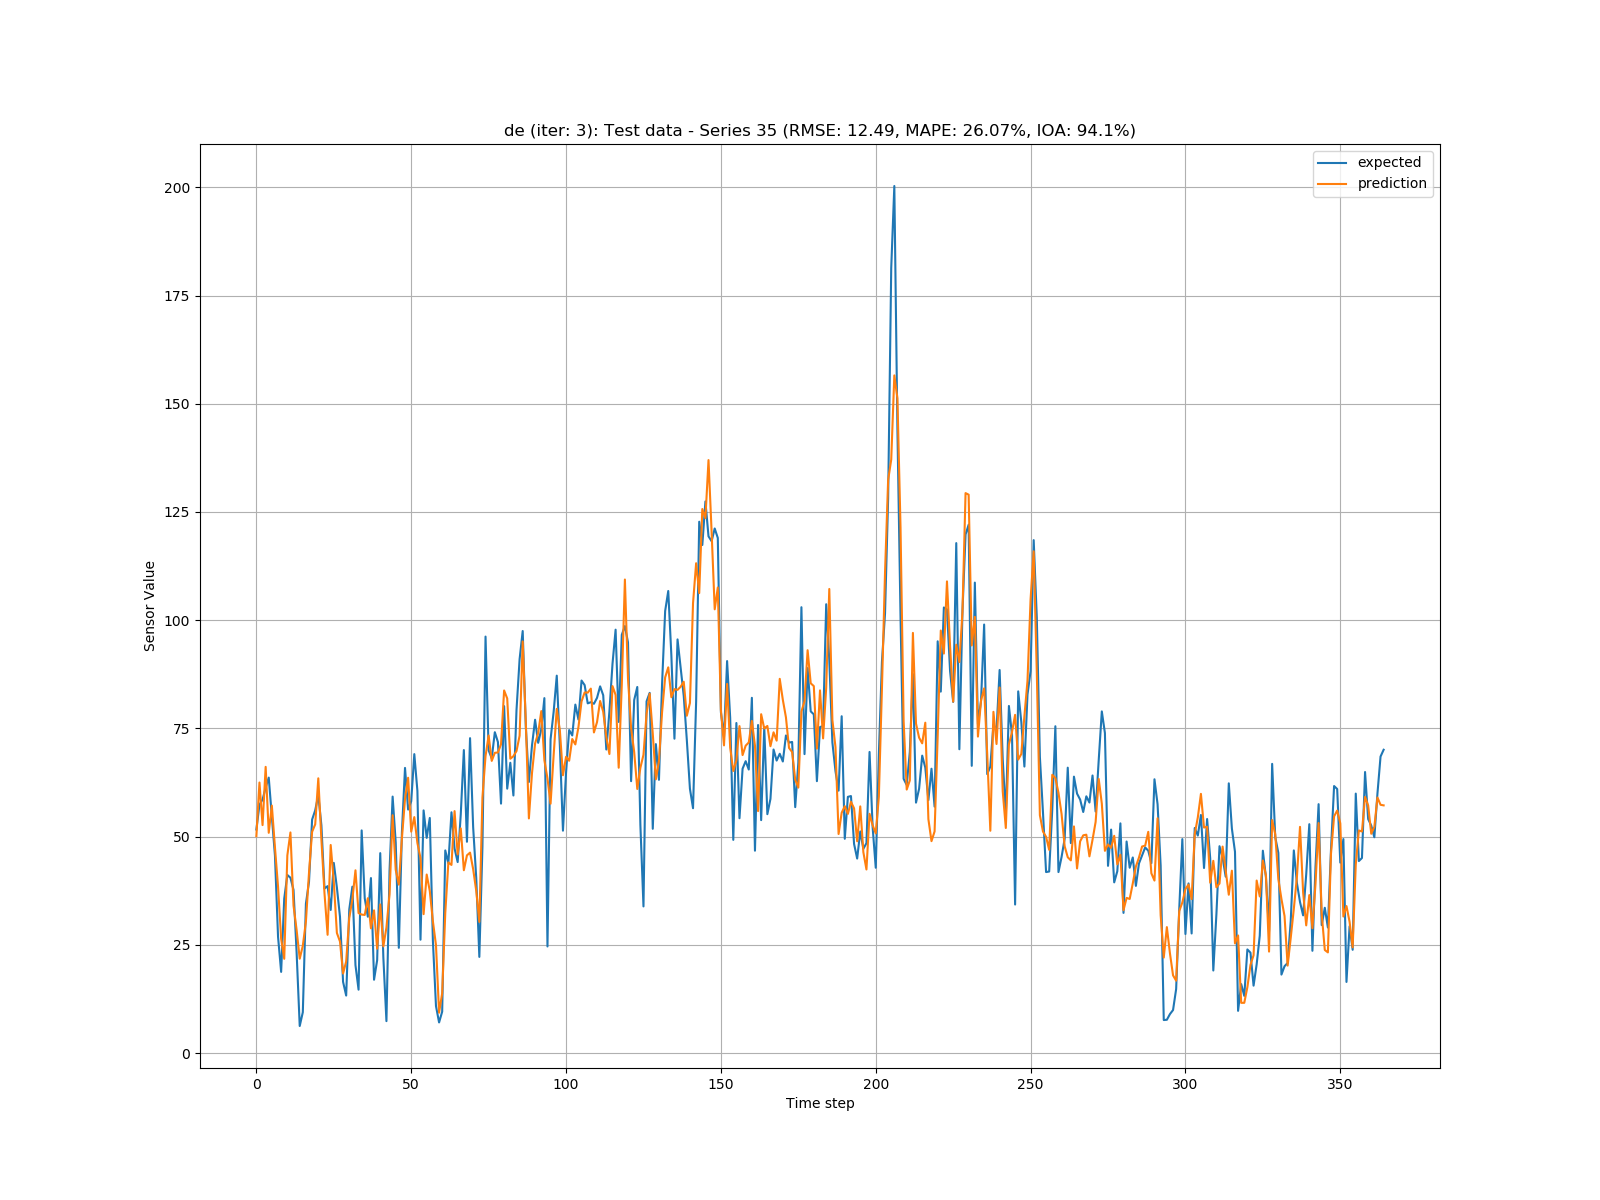 de (iter: 3): Test data - Series 35 (RMSE: 12.49, MAPE: 26.07%, IOA: 94.1%)
expected
prediction
200
175
150
125
100
75
50
25
0
Sensor Value
0 50 100 150 200 250 300 350
Time step